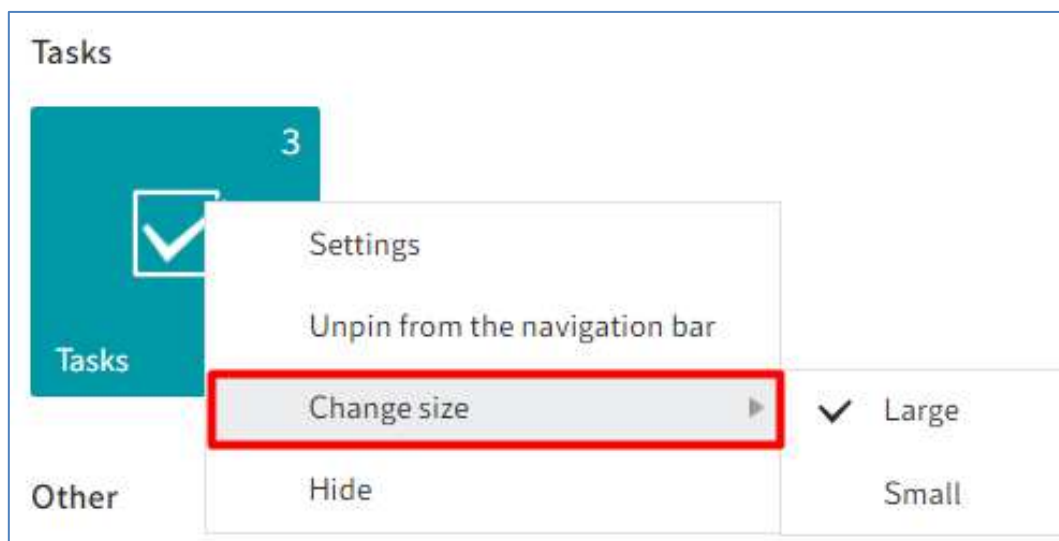 Tasks
3
Settings
Unpin from the navigation bar
Tasks
Change size
Large
Hide
Small
Other